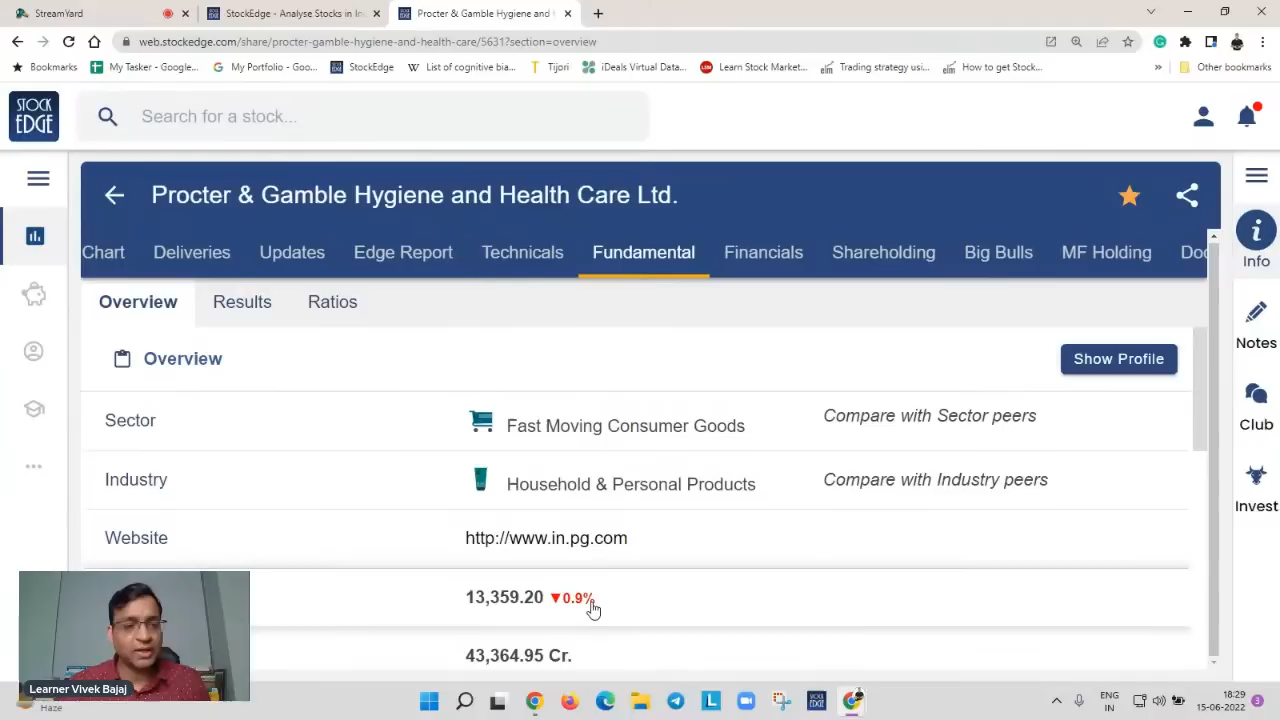 StreamYard
StockEdge - Analyse Stocks in In
Procter & Gamble Hygiene and
web.stockedge.com/share/procter-gamble-hygiene-and-health-care/5631?section=overview
Bookmarks
My Tasker - Google...
My Portfolio - Goo...
StockEdge
List of cognitive bia...
Tijori
iDeals Virtual Data...
Learn Stock Market...
Trading strategy usi...
How to get Stock...
»
Other bookmarks
STOCK
EDGE
Search for a stock...
Procter & Gamble Hygiene and Health Care Ltd.
Chart
Deliveries
Updates
Edge Report
Technicals
Fundamental
Financials
Shareholding
Big Bulls
MF Holding
Doc
Info
Overview
Results
Ratios
Notes
Overview
Show Profile
Sector
Fast Moving Consumer Goods
Compare with Sector peers
Club
Industry
Household & Personal Products
Compare with Industry peers
Invest
Website
http://www.in.pg.com
13,359.20 ▼0.9%
43,364.95 Cr.
Learner Vivek Bajaj
Haze
ENG
IN
18:29
15-06-2022
3